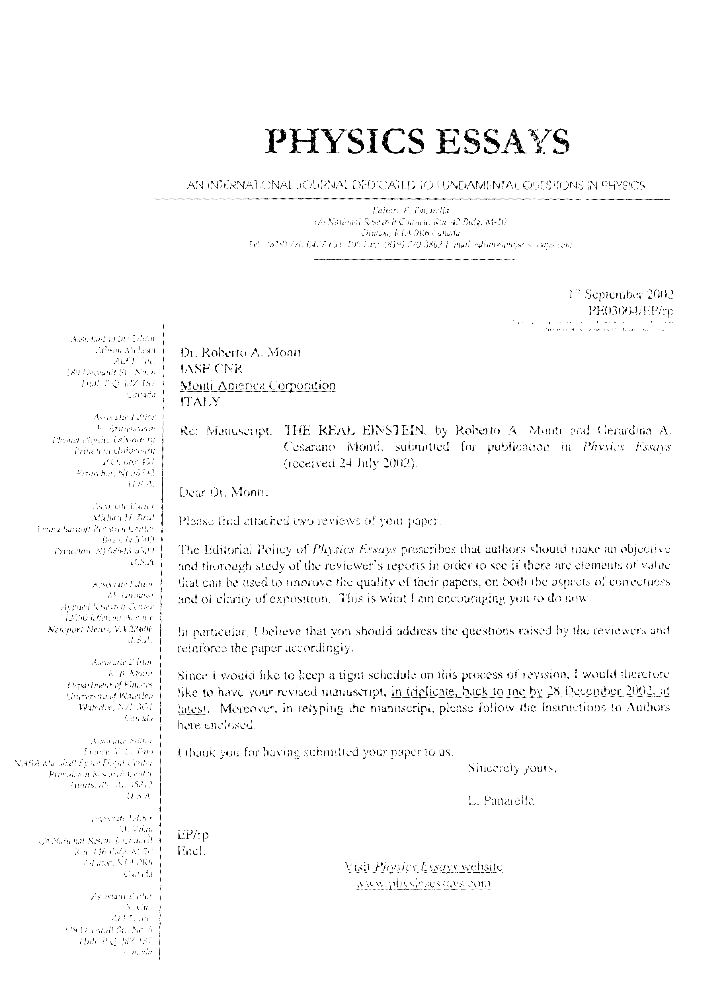 PHYSICS ESSAYS
AN INTERNATIONAL JOURNAL DEDICATED TO FUNDAMENTAL QUESTIONS IN PHYSICS
Editor: E. Panarella
c/o National Research Council, Rm. 42 Bldg. M-10
Ottawa, K1A 0R6 Canada
Tel. (819) 770-0477 Ext. 105 Fax: (819) 770-3862 E-mail: editor@physicsessays.com
13 September 2002
PE03004/EP/rp
Assistant to the Editor
Allison McLean
ALFT Inc.
189 Deveault St., No. 6
Hull, P.Q. J8Z 1S7
Canada
Associate Editor
V. Arunasalam
Plasma Physics Laboratory
Princeton University
P.O. Box 451
Princeton, NJ 08543
U.S.A.
Associate Editor
Michael H. Brill
David Sarnoff Research Center
Box CN 5300
Princeton, NJ 08543-5300
U.S.A
Associate Editor
M. Laroussi
Applied Research Center
12050 Jefferson Avenue
Newport News, VA 23606
U.S.A.
Associate Editor
R. B. Mann
Department of Physics
University of Waterloo
Waterloo, N2L 3G1
Canada
Associate Editor
Francis Y. C. Thio
NASA Marshall Space Flight Center
Propulsion Research Center
Huntsville, AL 35812
U.S.A.
Associate Editor
M. Vijay
c/o National Research Council
Rm. 146 Bldg. M-10
Ottawa, K1A 0R6
Canada
Assistant Editor
X. Guo
ALFT, Inc
189 Deveault St., No. 6
Hull, P.Q. J8Z 1S7
Canada
Dr. Roberto A. Monti
IASF-CNR
Monti America Corporation
ITALY
Re: Manuscript: THE REAL EINSTEIN, by Roberto A. Monti and Gerardina A.
Cesarano Monti, submitted for publication in Physics Essays
(received 24 July 2002).
Dear Dr. Monti:
Please find attached two reviews of your paper.
The Editorial Policy of Physics Essays prescribes that authors should make an objective
and thorough study of the reviewer's reports in order to see if there are elements of value
that can be used to improve the quality of their papers, on both the aspects of correctness
and of clarity of exposition. This is what I am encouraging you to do now.
In particular, I believe that you should address the questions raised by the reviewers and
reinforce the paper accordingly.
Since I would like to keep a tight schedule on this process of revision, I would therefore
like to have your revised manuscript, in triplicate, back to me by 28 December 2002, at
latest. Moreover, in retyping the manuscript, please follow the Instructions to Authors
here enclosed.
I thank you for having submitted your paper to us.
Sincerely yours,
E. Panarella
EP/rp
Encl.
Visit Physics Essays website
www.physicsessays.com